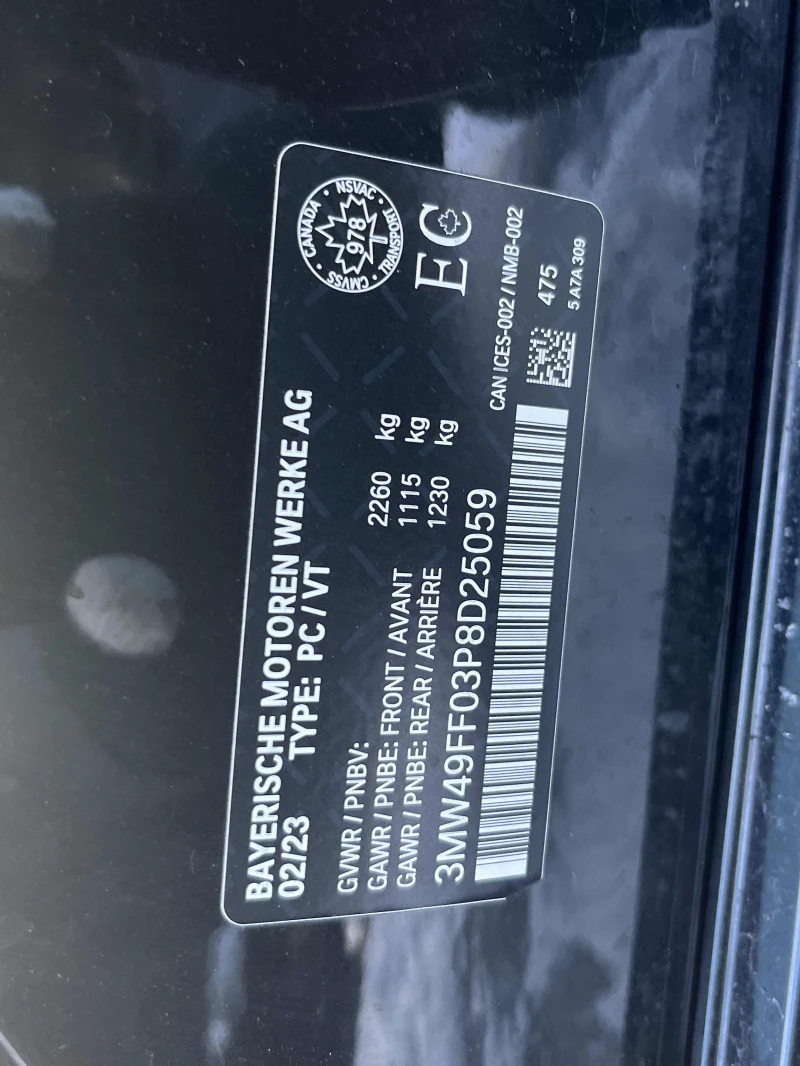 BAYERISCHE MOTOREN WERKE AG
02/23 TYPE: PC / VT
GVWR / PNBV: 2260 kg
GAWR / PNBE: FRONT / AVANT 1115 kg
GAWR / PNBE: REAR / ARRIÈRE 1230 kg
3MW49FF03P8D25059
CANADA · NSVAC · TRANSPORT · CMVSS ·
978
EC
CAN ICES-002 / NMB-002
475
5 A7A 309